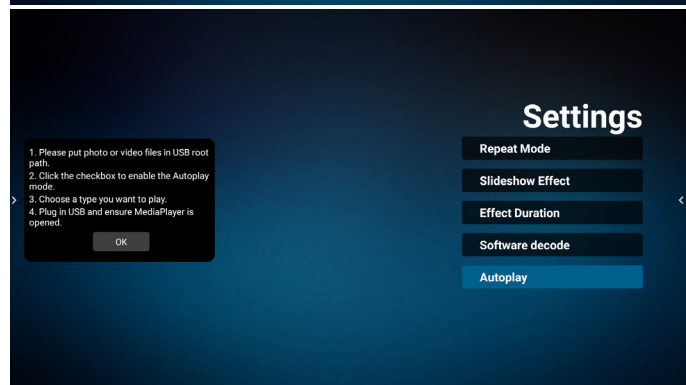 Settings
1. Please put photo or video files in USB root
path.
2. Click the checkbox to enable the Autoplay
mode.
3. Choose a type you want to play.
4. Plug in USB and ensure MediaPlayer is
opened.
OK
Repeat Mode
Slideshow Effect
Effect Duration
Software decode
Autoplay